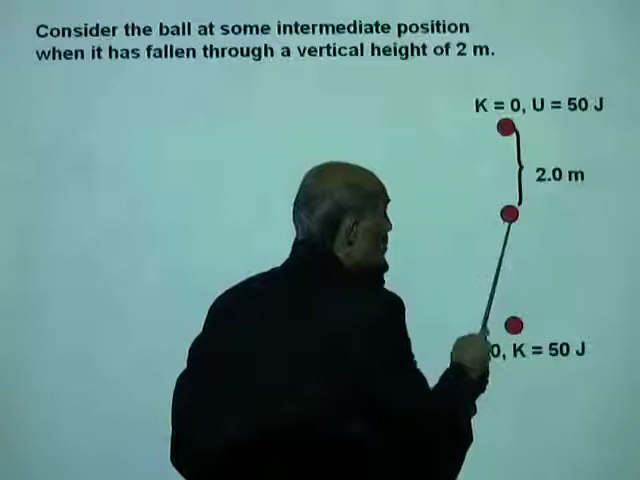 Consider the ball at some intermediate position
when it has fallen through a vertical height of 2 m.
K = 0, U = 50 J
2.0 m
0, K = 50 J